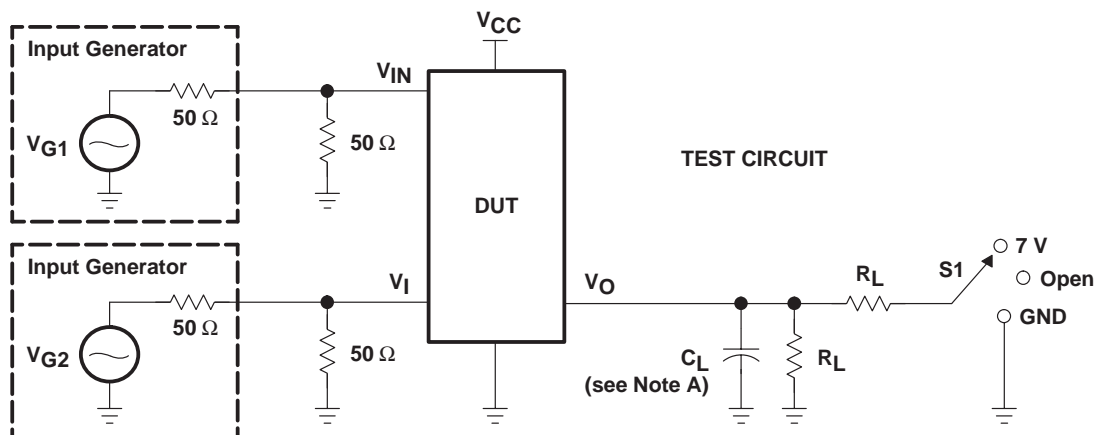 V_CC
Input Generator
V_IN
50 Ω
V_G1
50 Ω
TEST CIRCUIT
DUT
7 V
Input Generator
V_I
V_O
R_L
S1
Open
50 Ω
GND
V_G2
50 Ω
C_L
R_L
(see Note A)